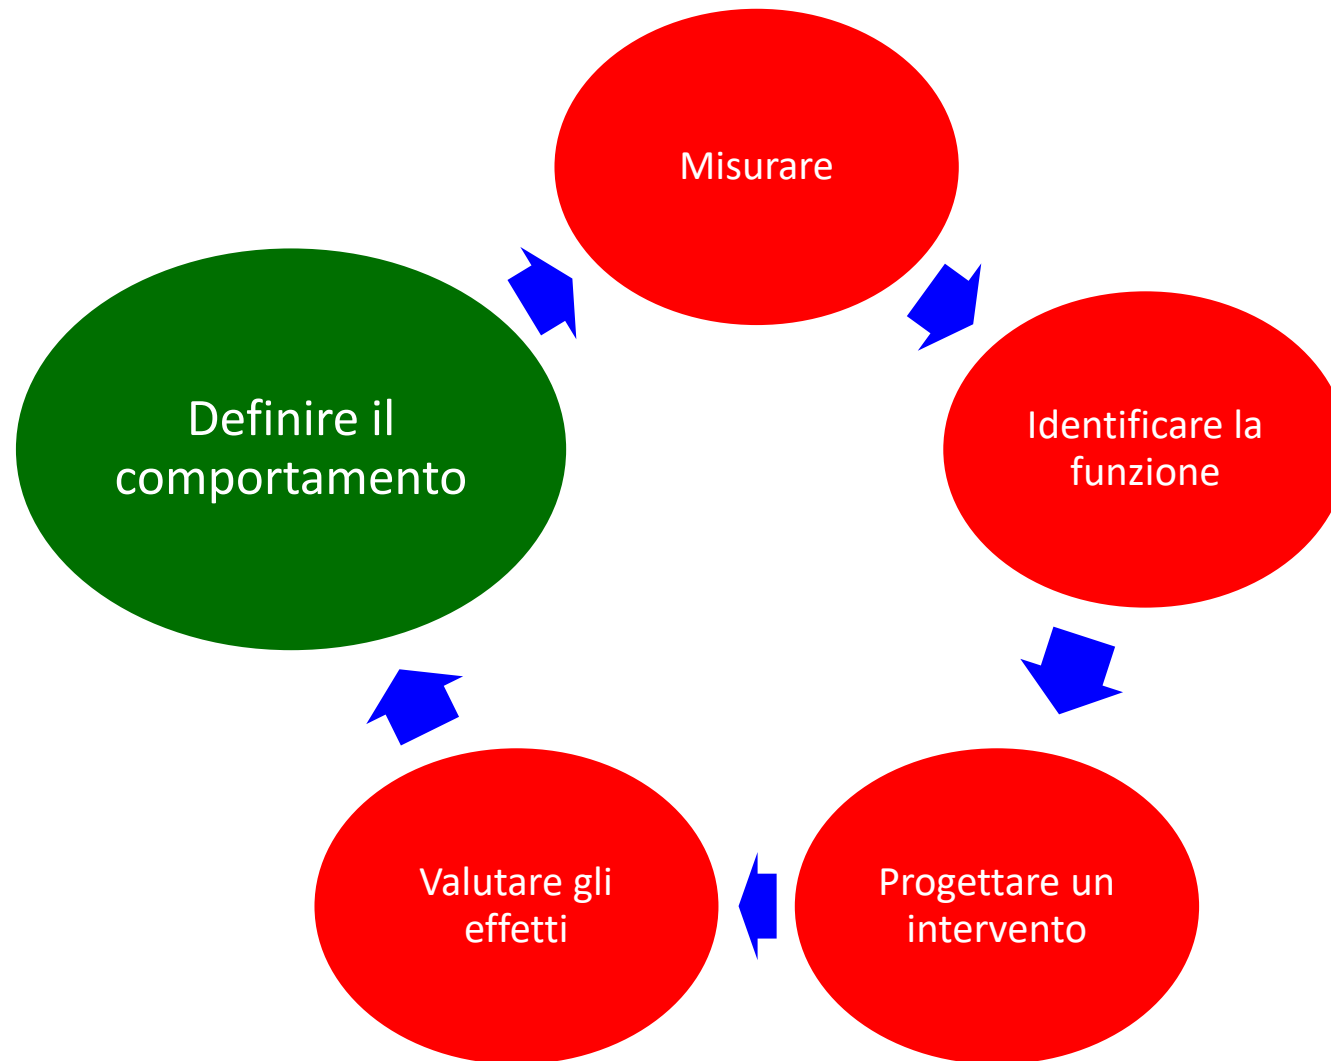 Misurare
Definire il
comportamento
Identificare la
funzione
Valutare gli
effetti
Progettare un
intervento